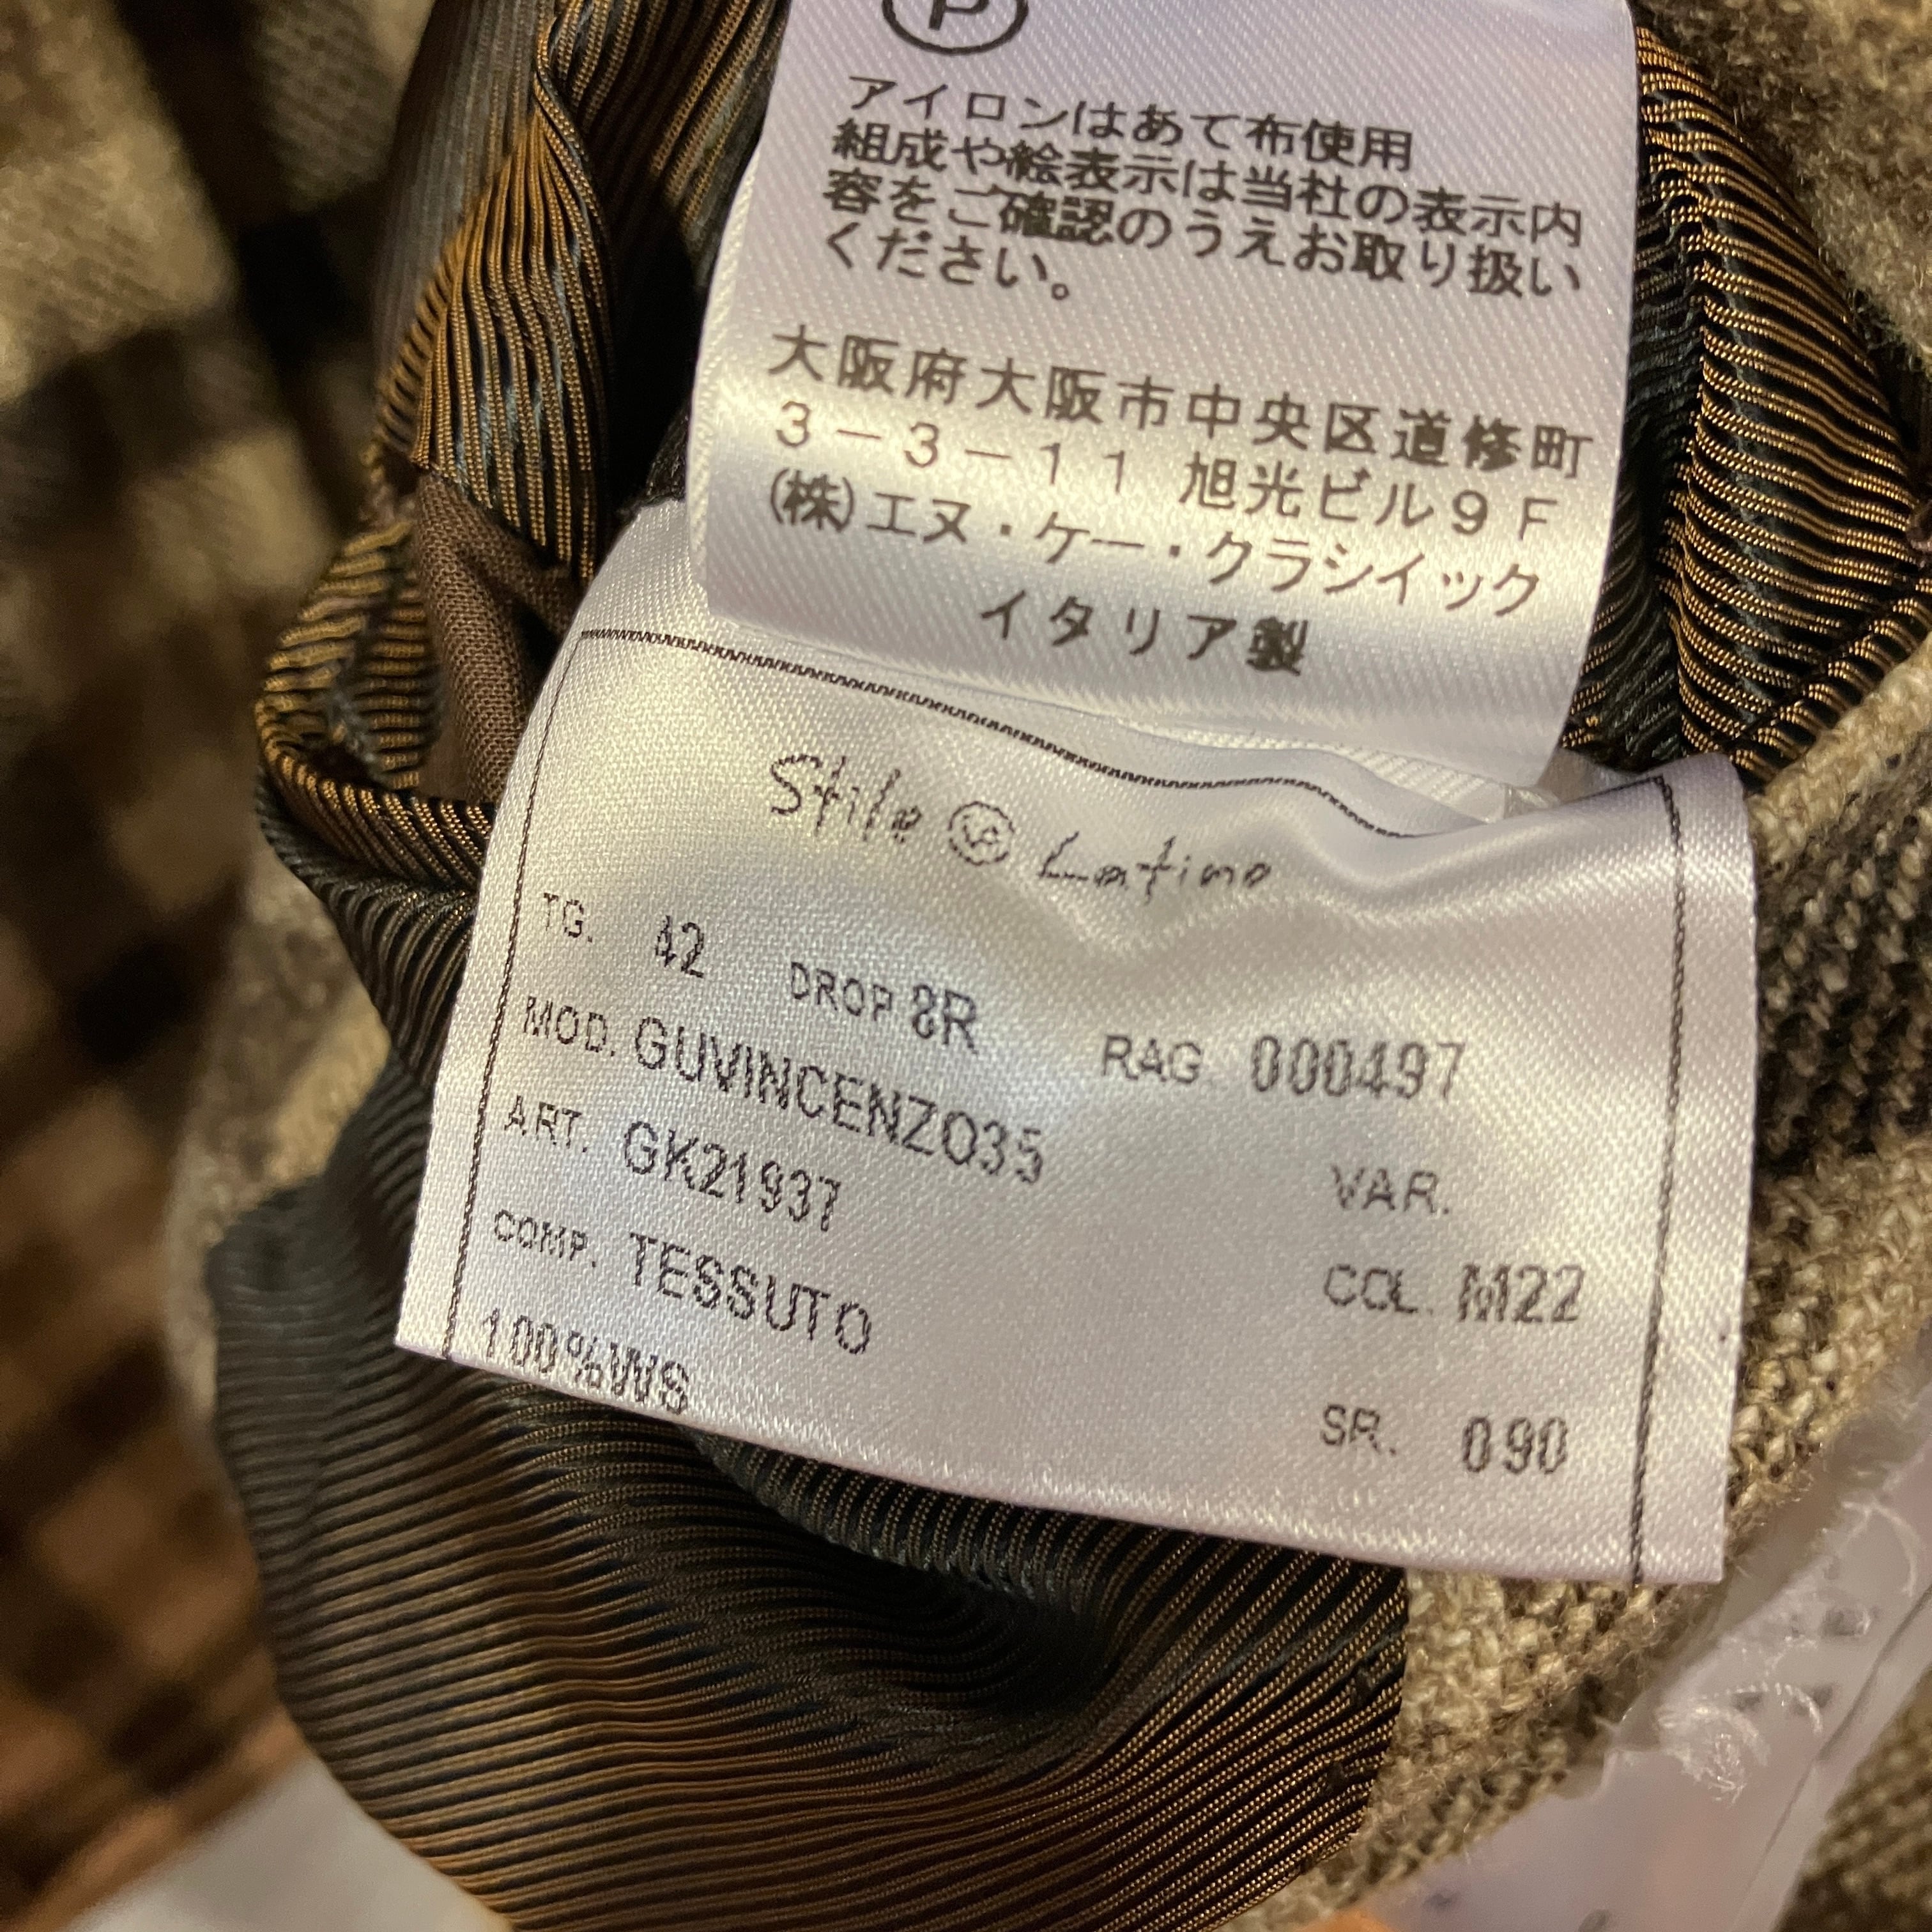 P
アイロンはあて布使用
組成や絵表示は当社の表示内
容をご確認のうえお取り扱い
ください。
大阪府大阪市中央区道修町
3-3-11 旭光ビル9F
(株)エヌ・ケー・クラシイック
イタリア製
Stile Latino
TG. 42 DROP 8R RAG 000497
MOD. GUVINCENZO35
ART. GK21937 VAR.
COMP. TESSUTO COL. M22
100%WS SR. 090